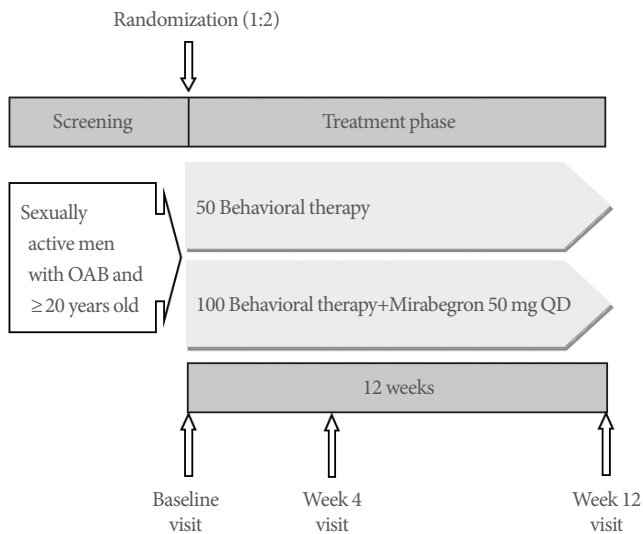 Randomization (1:2)
Screening
Treatment phase
Sexually
active men
with OAB and
≥20 years old
50 Behavioral therapy
100 Behavioral therapy+Mirabegron 50 mg QD
12 weeks
Baseline
visit
Week 4
visit
Week 12
visit